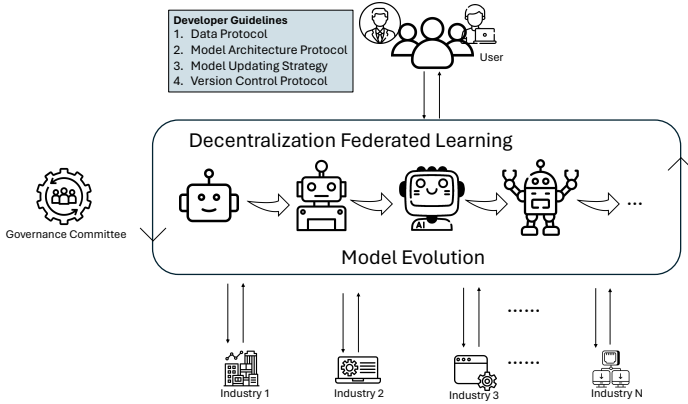 Developer Guidelines
1. Data Protocol
2. Model Architecture Protocol
3. Model Updating Strategy
4. Version Control Protocol
User
Decentralization Federated Learning
AI
...
Governance Committee
Model Evolution
......
......
Industry 1
Industry 2
Industry 3
Industry N